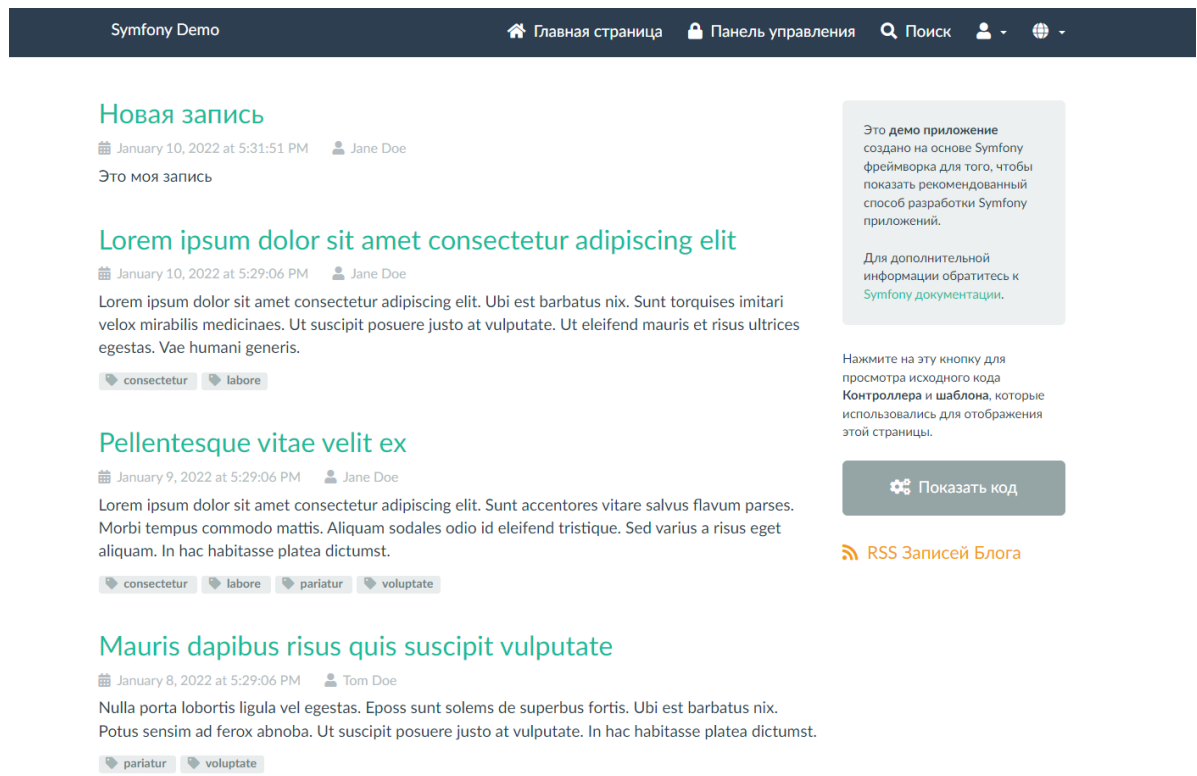 Symfony Demo
Главная страница
Панель управления
Поиск
Новая запись
January 10, 2022 at 5:31:51 PM Jane Doe
Это моя запись
Lorem ipsum dolor sit amet consectetur adipiscing elit
January 10, 2022 at 5:29:06 PM Jane Doe
Lorem ipsum dolor sit amet consectetur adipiscing elit. Ubi est barbatus nix. Sunt torquises imitari
velox mirabilis medicinaes. Ut suscipit posuere justo at vulputate. Ut eleifend mauris et risus ultrices
egestas. Vae humani generis.
consectetur labore
Pellentesque vitae velit ex
January 9, 2022 at 5:29:06 PM Jane Doe
Lorem ipsum dolor sit amet consectetur adipiscing elit. Sunt accentores vitare salvus flavum parses.
Morbi tempus commodo mattis. Aliquam sodales odio id eleifend tristique. Sed varius a risus eget
aliquam. In hac habitasse platea dictumst.
consectetur labore pariatur voluptate
Mauris dapibus risus quis suscipit vulputate
January 8, 2022 at 5:29:06 PM Tom Doe
Nulla porta lobortis ligula vel egestas. Eposs sunt solems de superbus fortis. Ubi est barbatus nix.
Potus sensim ad ferox abnoba. Ut suscipit posuere justo at vulputate. In hac habitasse platea dictumst.
pariatur voluptate
Это демо приложение
создано на основе Symfony
фреймворка для того, чтобы
показать рекомендованный
способ разработки Symfony
приложений.
Для дополнительной
информации обратитесь к
Symfony документации.
Нажмите на эту кнопку для
просмотра исходного кода
Контроллера и шаблона, которые
использовались для отображения
этой страницы.
Показать код
RSS Записей Блога